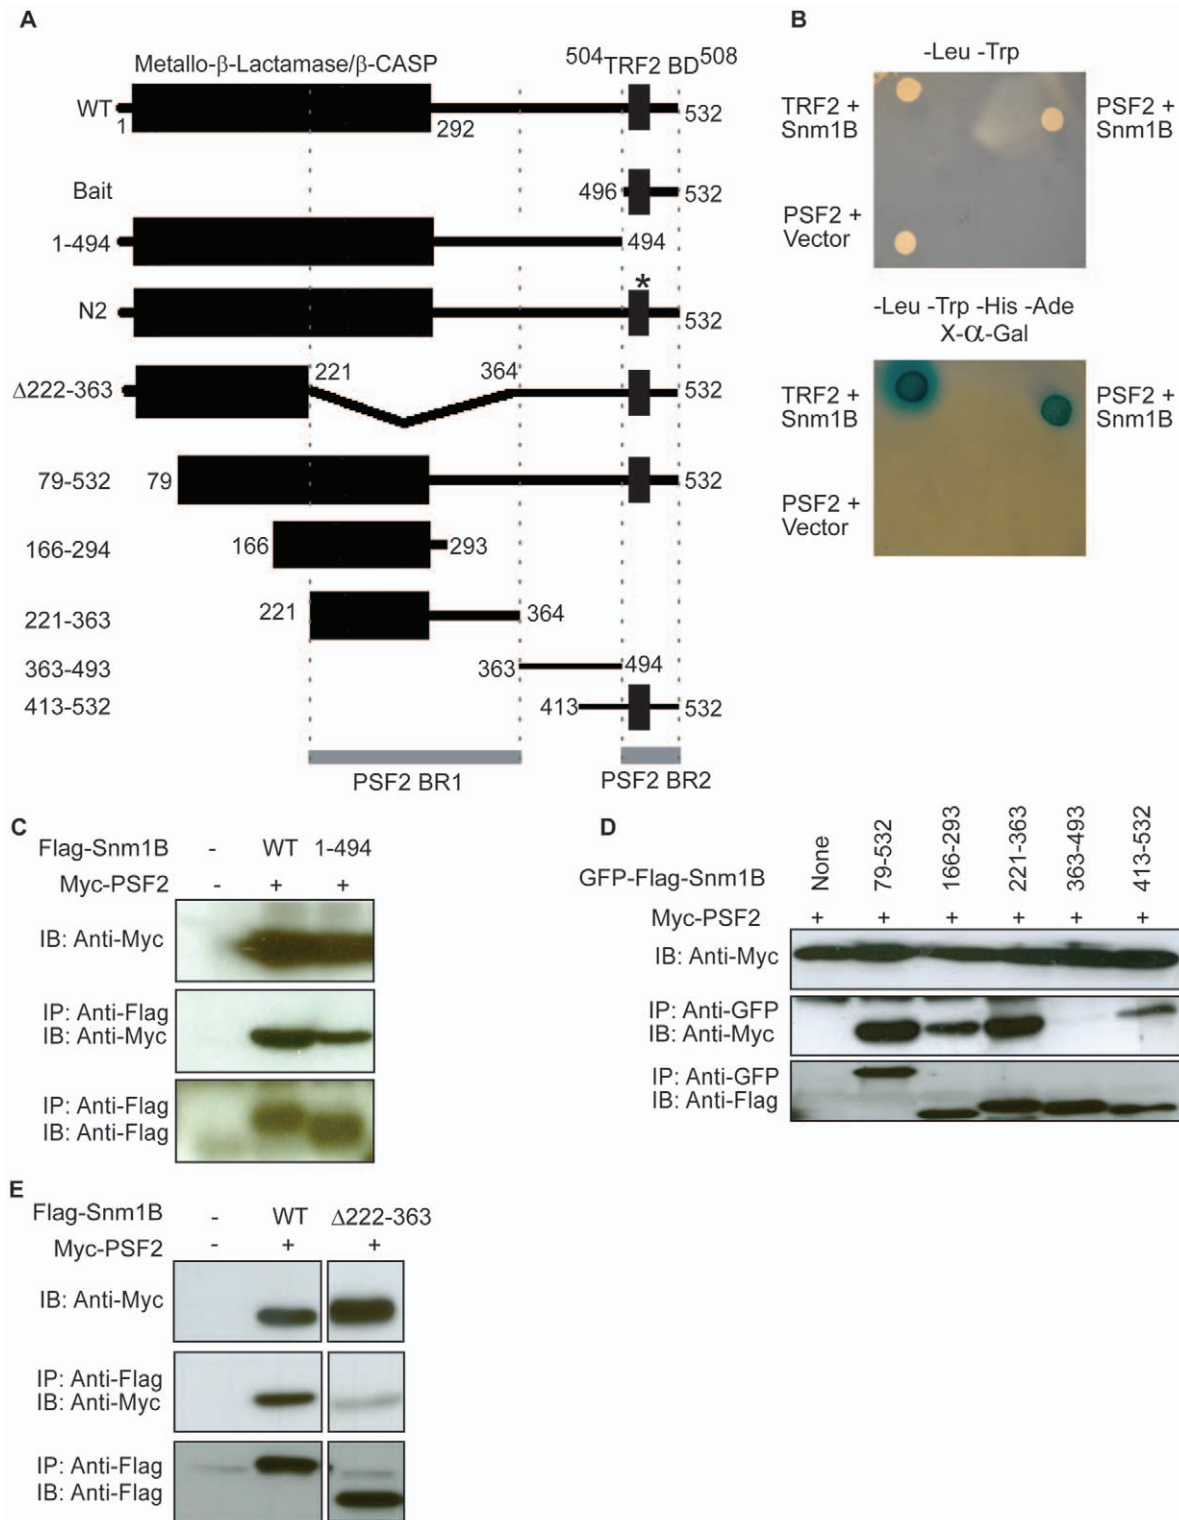 A
Metallo-β-Lactamase/β-CASP
504TRF2 BD508
WT
1
292
532
Bait
496
532
1-494
494
*
N2
532
Δ222-363
221
364
532
79-532
79
532
166-294
166
293
221-363
221
364
363-493
363
494
413-532
413
532
PSF2 BR1
PSF2 BR2
B
-Leu -Trp
TRF2 +
Snm1B
PSF2 +
Snm1B
PSF2 +
Vector
-Leu -Trp -His -Ade
X-α-Gal
TRF2 +
Snm1B
PSF2 +
Snm1B
PSF2 +
Vector
C
Flag-Snm1B - WT 1-494
Myc-PSF2 - + +
IB: Anti-Myc
IP: Anti-Flag
IB: Anti-Myc
IP: Anti-Flag
IB: Anti-Flag
D
GFP-Flag-Snm1B None 79-532 166-293 221-363 363-493 413-532
Myc-PSF2 + + + + + +
IB: Anti-Myc
IP: Anti-GFP
IB: Anti-Myc
IP: Anti-GFP
IB: Anti-Flag
E
Flag-Snm1B - WT Δ222-363
Myc-PSF2 - + +
IB: Anti-Myc
IP: Anti-Flag
IB: Anti-Myc
IP: Anti-Flag
IB: Anti-Flag